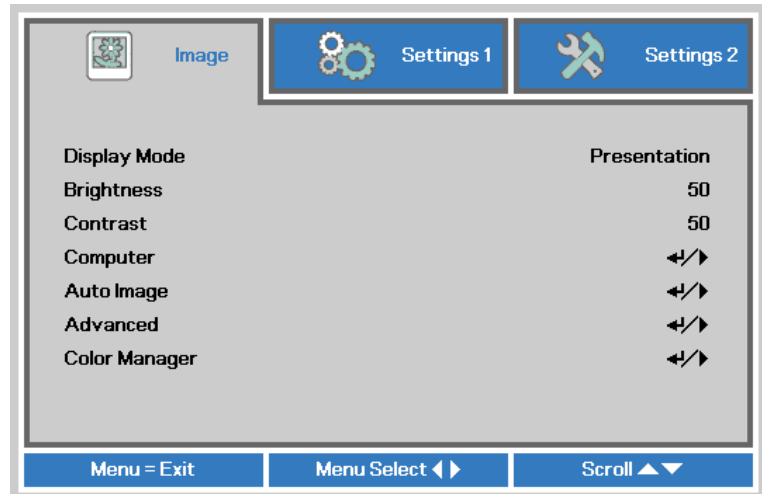 Image Settings 1 Settings 2
Display Mode Presentation
Brightness 50
Contrast 50
Computer ↵/▶
Auto Image ↵/▶
Advanced ↵/▶
Color Manager ↵/▶
Menu = Exit Menu Select ◀▶ Scroll ▲▼